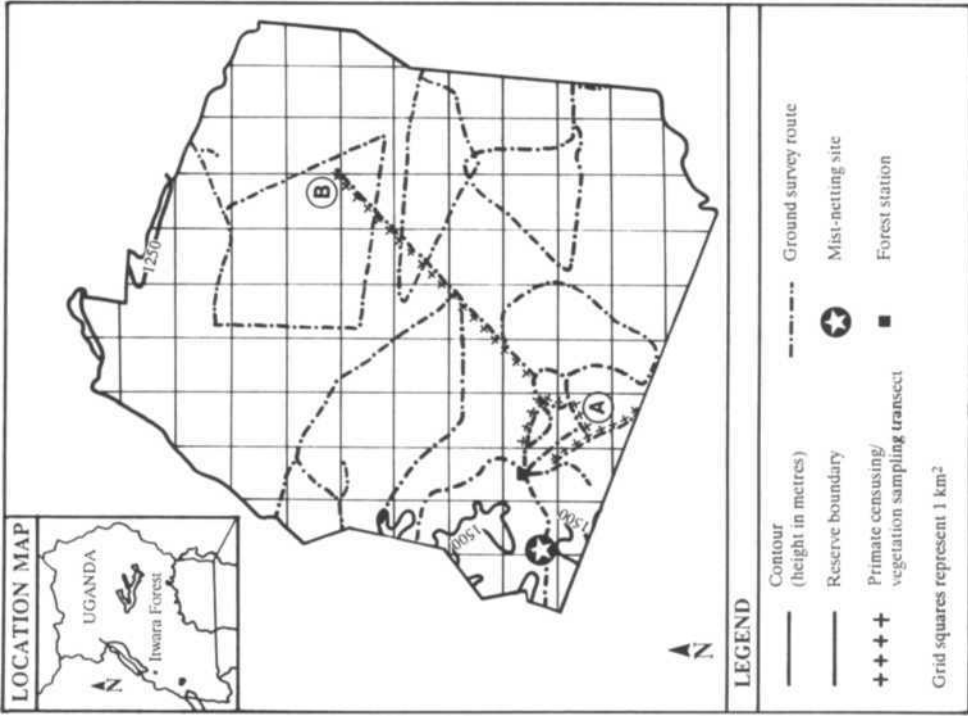 LOCATION MAP
N
UGANDA
Itwara Forest
1250
B
A
1500
1500
N
LEGEND
Contour
(height in metres)
Reserve boundary
Primate censusing/
vegetation sampling transect
Ground survey route
Mist-netting site
Forest station
Grid squares represent 1 km²